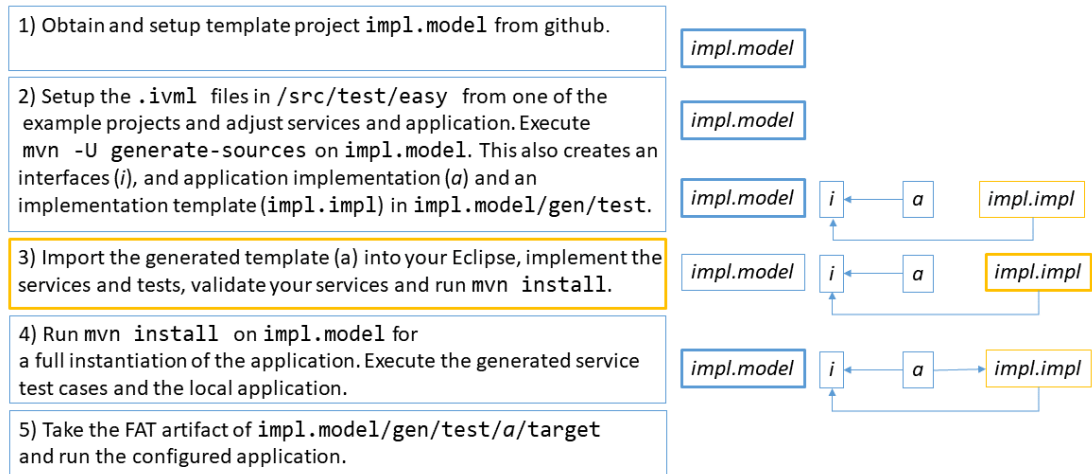 1) Obtain and setup template project impl.model from github.
impl.model
2) Setup the .ivml files in /src/test/easy from one of the
example projects and adjust services and application. Execute
mvn -U generate-sources on impl.model. This also creates an
interfaces (i), and application implementation (a) and an
implementation template (impl.impl) in impl.model/gen/test.
impl.model
impl.model i a impl.impl
3) Import the generated template (a) into your Eclipse, implement the
services and tests, validate your services and run mvn install.
impl.model i a impl.impl
4) Run mvn install on impl.model for
a full instantiation of the application. Execute the generated service
test cases and the local application.
impl.model i a impl.impl
5) Take the FAT artifact of impl.model/gen/test/a/target
and run the configured application.